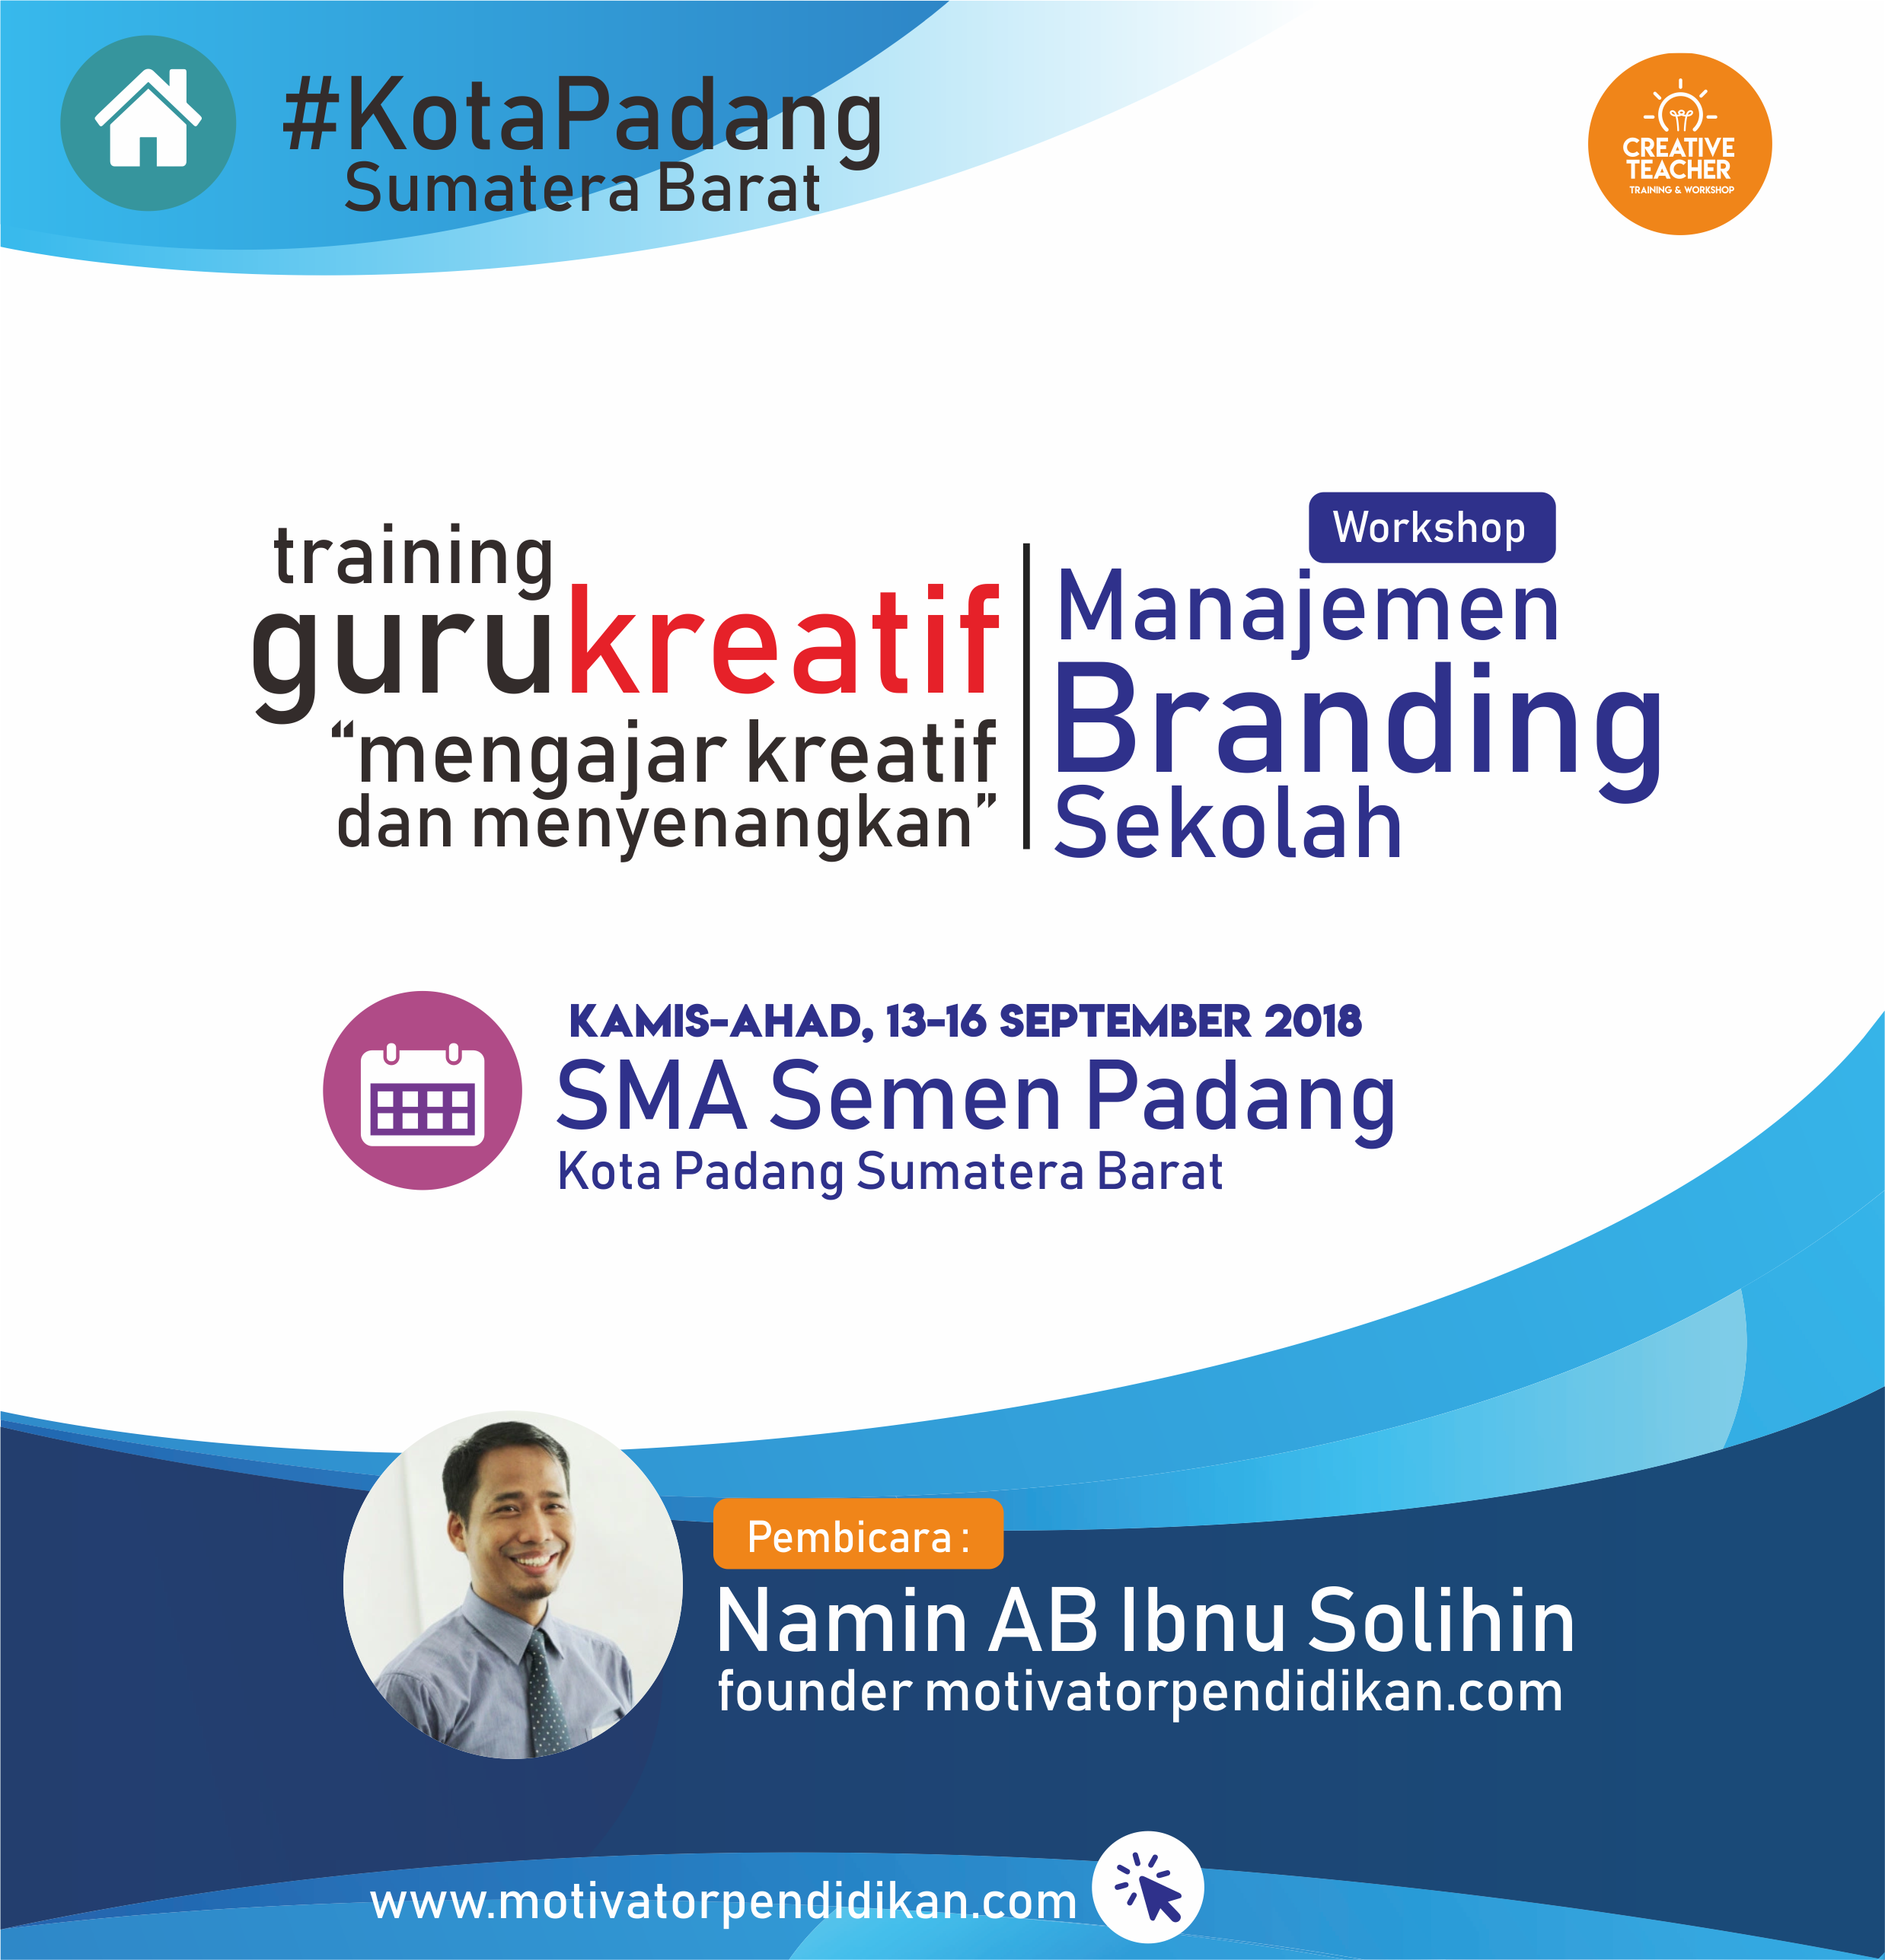 #KotaPadang
Sumatera Barat
CREATIVE
TEACHER
TRAINING & WORKSHOP
training
gurukreatif
“mengajar kreatif
dan menyenangkan”
Workshop
Manajemen
Branding
Sekolah
KAMIS-AHAD, 13-16 SEPTEMBER 2018
SMA Semen Padang
Kota Padang Sumatera Barat
Pembicara :
Namin AB Ibnu Solihin
founder motivatorpendidikan.com
www.motivatorpendidikan.com